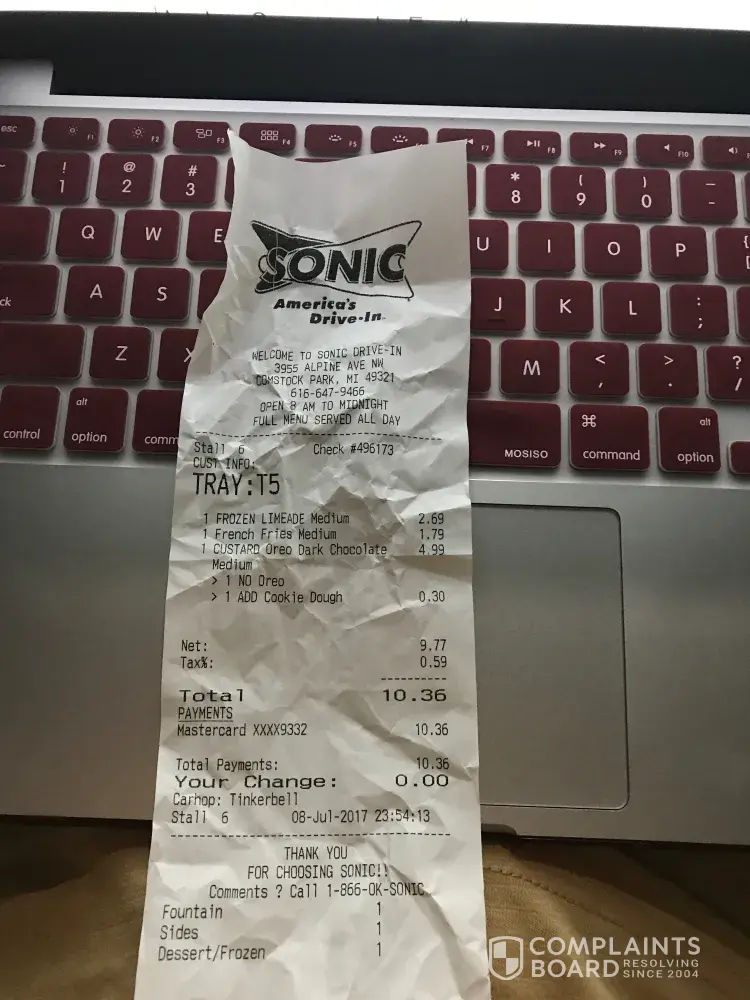 esc
F1
F2
F3
F4
F5
F7
F8
F9
F10
~
! 1
@ 2
# 3
* 8
( 9
) 0
_ -
Q
W
E
U
I
O
P
{ [
A
S
J
K
L
: ;
Z
X
M
< ,
> .
? /
control
alt option
comm
MOSISO
⌘ command
alt option
SONIC
America's
Drive-In
WELCOME TO SONIC DRIVE-IN
3955 ALPINE AVE NW
COMSTOCK PARK, MI 49321
616-647-9466
OPEN 8 AM TO MIDNIGHT
FULL MENU SERVED ALL DAY
Stall 6 Check #496173
CUST INFO:
TRAY:T5
1 FROZEN LIMEADE Medium 2.69
1 French Fries Medium 1.79
1 CUSTARD Oreo Dark Chocolate 4.99
Medium
> 1 NO Oreo
> 1 ADD Cookie Dough 0.30
Net: 9.77
Tax%: 0.59
Total 10.36
PAYMENTS
Mastercard XXXX9332 10.36
Total Payments: 10.36
Your Change: 0.00
Carhop: Tinkerbell
Stall 6 08-Jul-2017 23:54:13
THANK YOU
FOR CHOOSING SONIC!!
Comments ? Call 1-866-OK-SONIC
Fountain 1
Sides 1
Dessert/Frozen 1
COMPLAINTS
BOARD RESOLVING
SINCE 2004